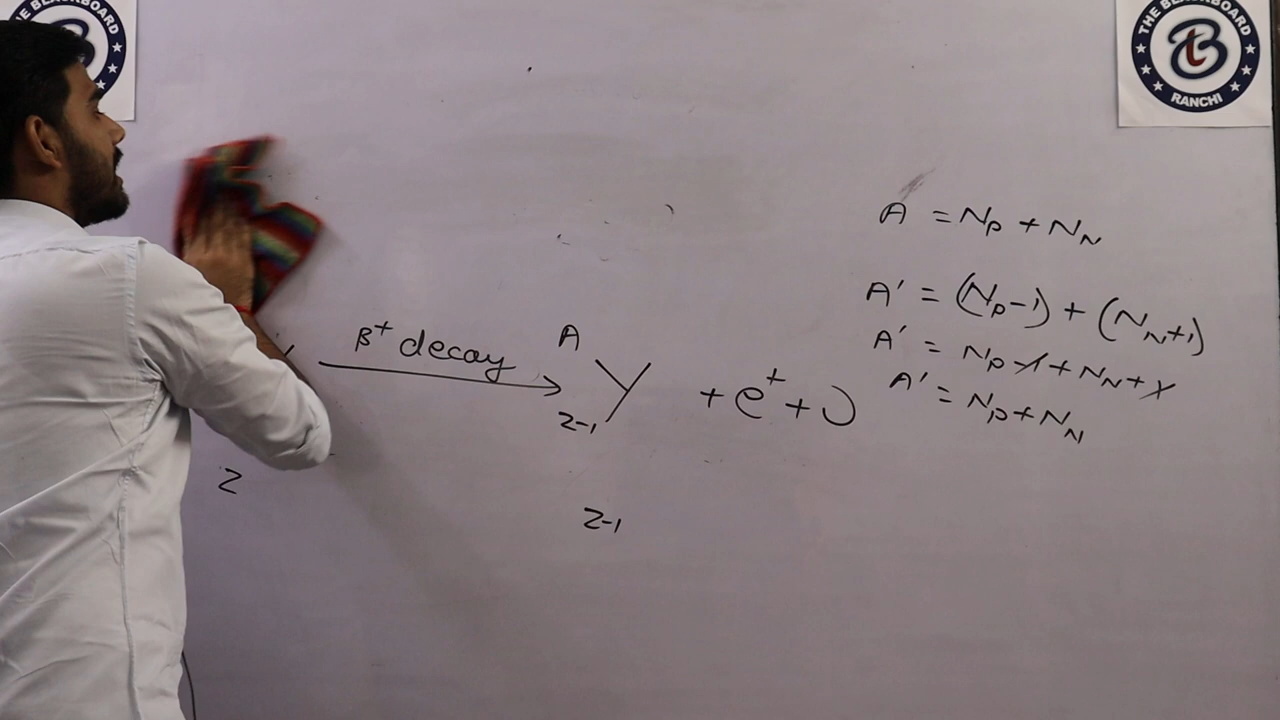 THE BLACKBOARD
RANCHI
A = Np + NN
A' = (Np-1) + (NN+1)
A' = Np-1 + NN+1
A' = Np+NN
β+ decay
A
Y
Z-1
+ e+ + υ
Z
Z-1